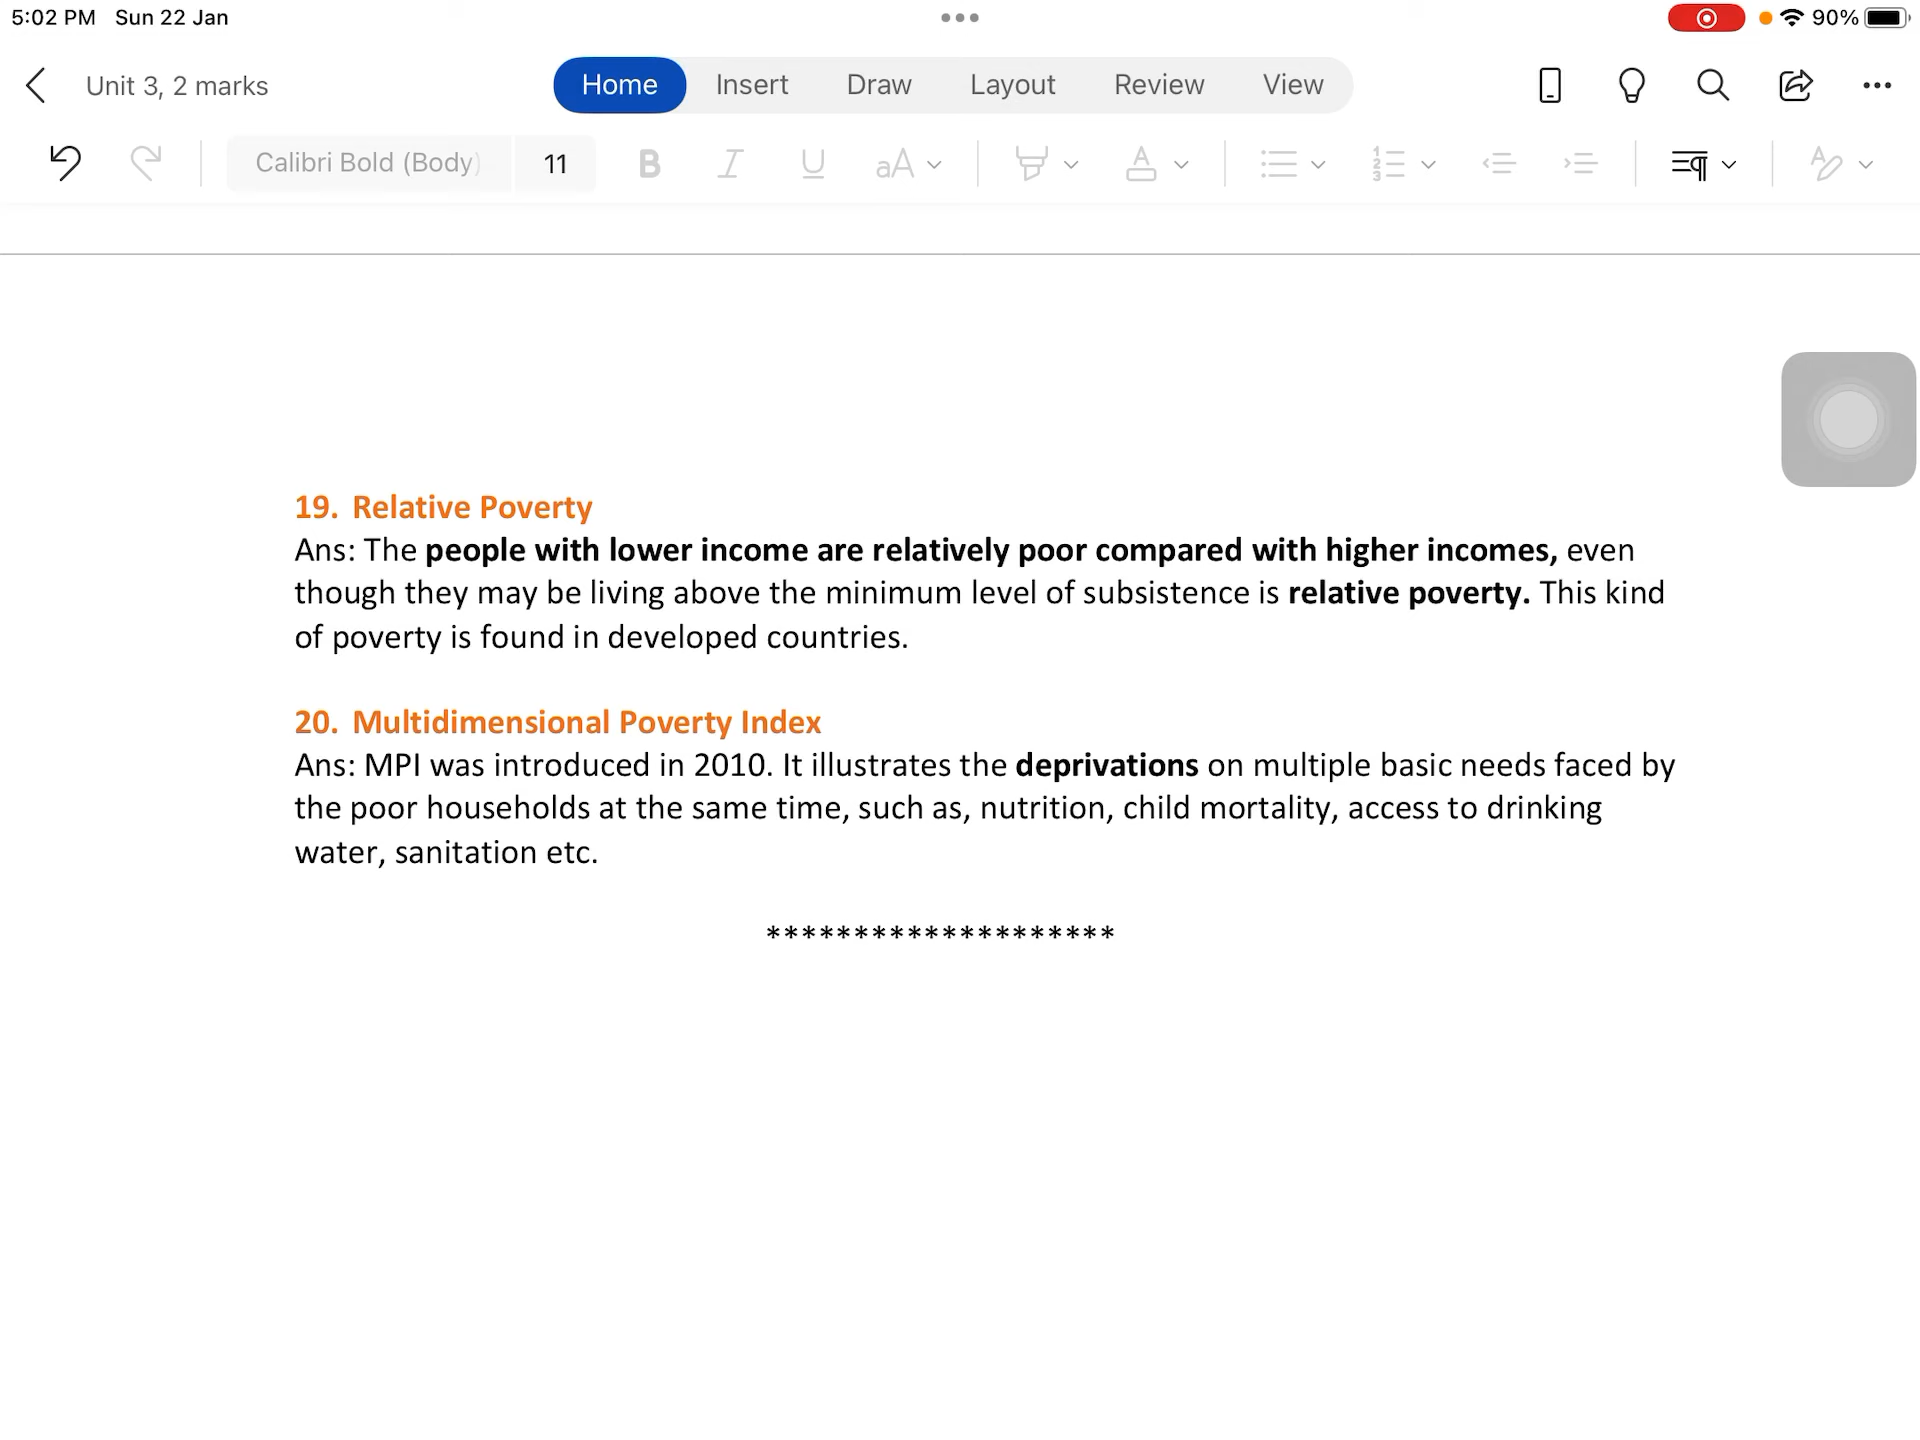 5:02 PM Sun 22 Jan
90%
Unit 3, 2 marks
Home Insert Draw Layout Review View
Calibri Bold (Body) 11 B I U aA A A
19. Relative Poverty
Ans: The people with lower income are relatively poor compared with higher incomes, even
though they may be living above the minimum level of subsistence is relative poverty. This kind
of poverty is found in developed countries.
20. Multidimensional Poverty Index
Ans: MPI was introduced in 2010. It illustrates the deprivations on multiple basic needs faced by
the poor households at the same time, such as, nutrition, child mortality, access to drinking
water, sanitation etc.
********************